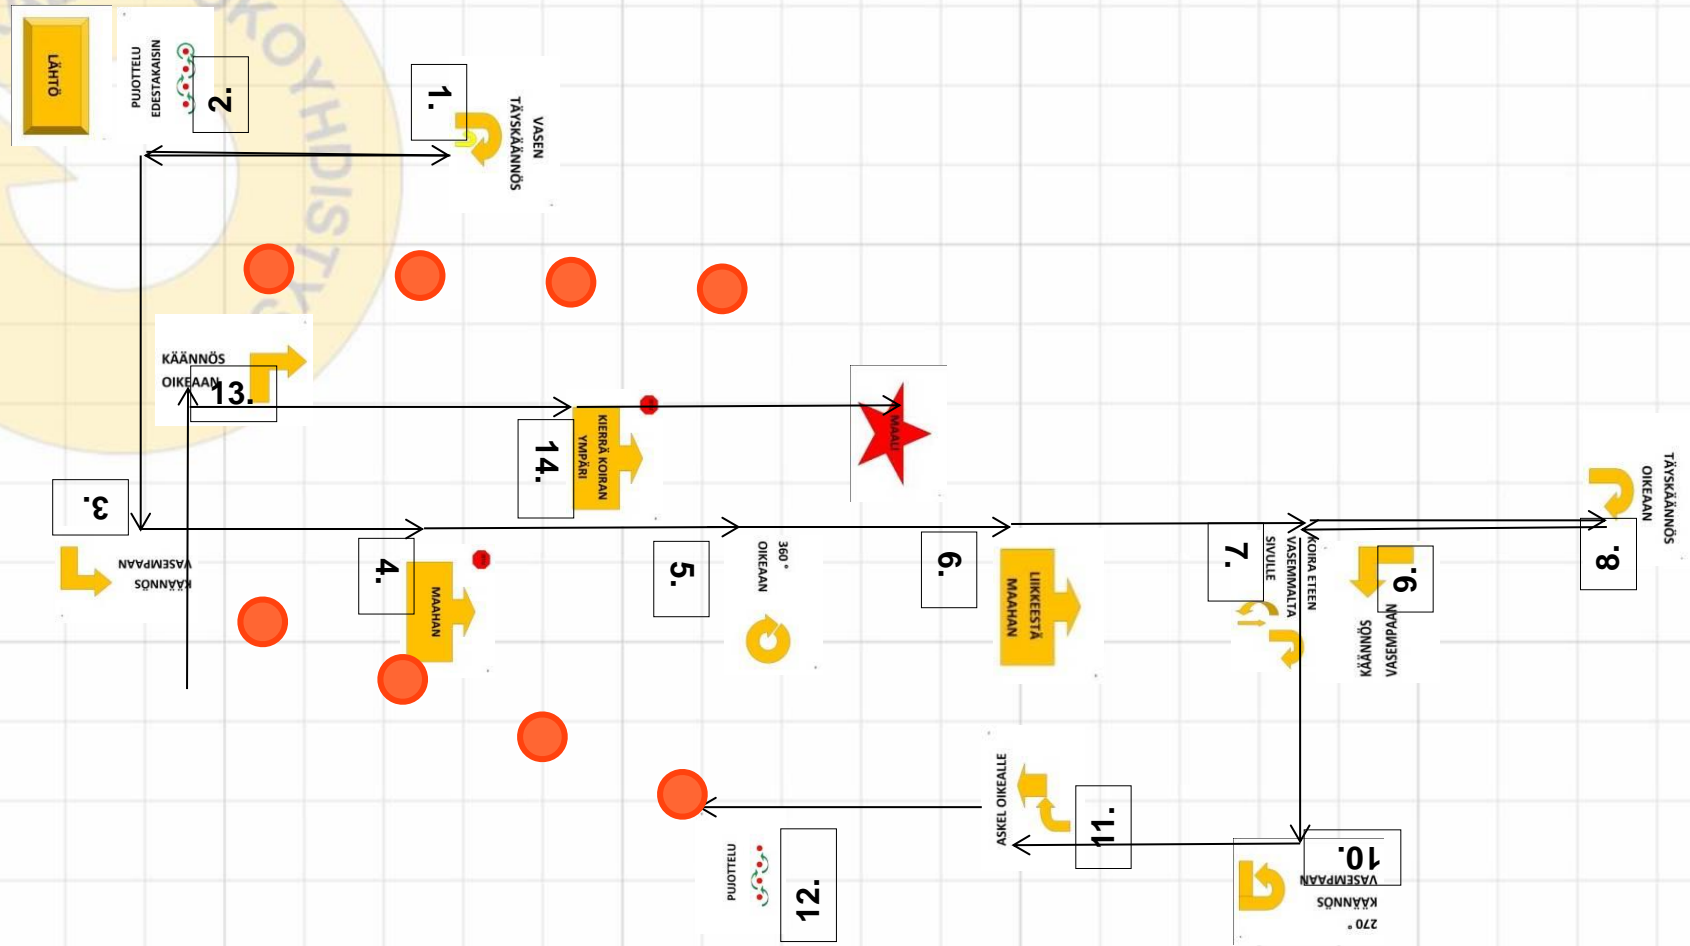 LÄHTÖ
PUJOTTELU
EDESTAKAISIN
2.
1.
VASEN
TÄYSKÄÄNNÖS
KOYHDISTYS
KÄÄNNÖS
OIKEAAN
13.
14.
KIERRÄ KOIRAN
YMPÄRI
MAALI
3.
KÄÄNNÖS
VASEMPAAN
4.
MAAHAN
5.
360°
OIKEAAN
6.
LIIKKEESTÄ
MAAHAN
7.
KOIRA ETEEN
VASEMMALTA
SIVULLE
8.
TÄYSKÄÄNNÖS
OIKEAAN
9.
KÄÄNNÖS
VASEMPAAN
10.
270°
KÄÄNNÖS
VASEMPAAN
11.
ASKEL OIKEALLE
12.
PUJOTTELU